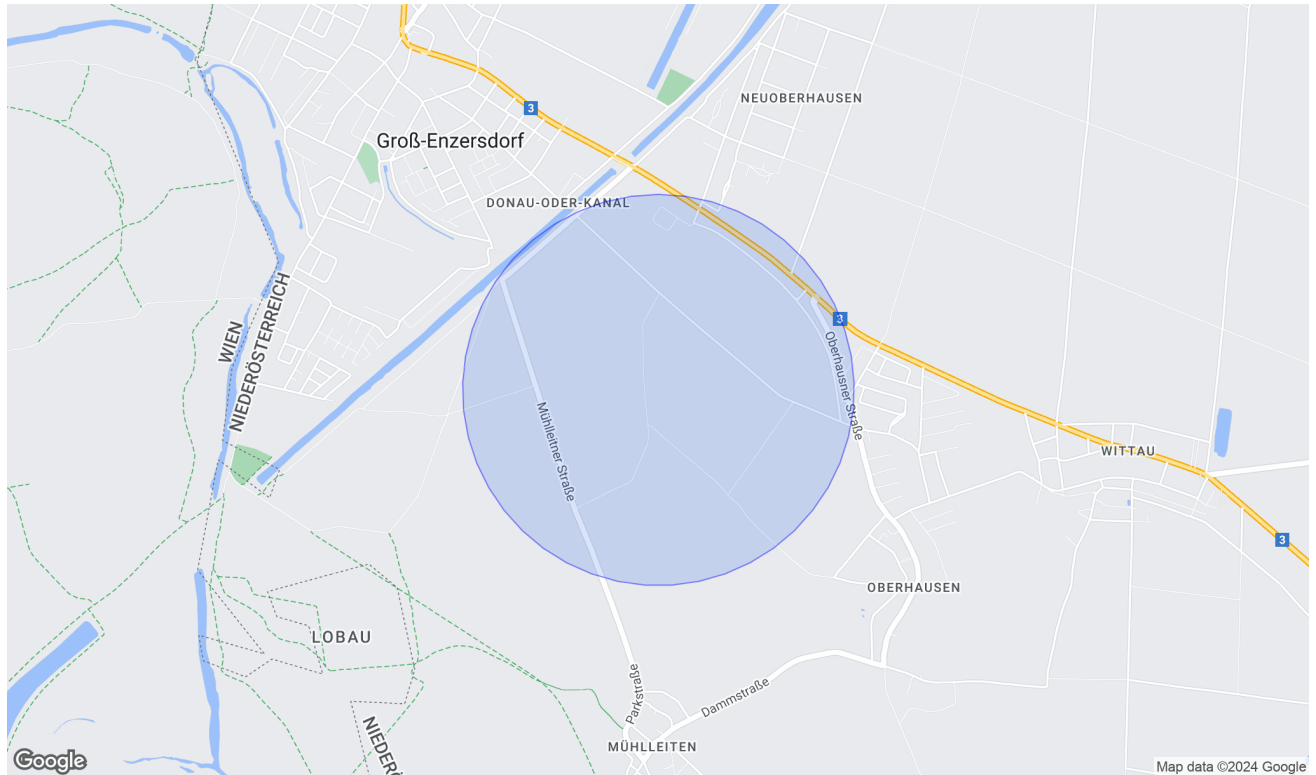 NEUOBERHAUSEN
3
Groß-Enzersdorf
DONAU-ODER-KANAL
WIEN
NIEDERÖSTERREICH
3
Oberhausner Straße
Mühlleitner Straße
WITTAU
3
OBERHAUSEN
LOBAU
Parkstraße
Dammstraße
NIEDERÖ
MÜHLLEITEN
Google
Map data ©2024 Google